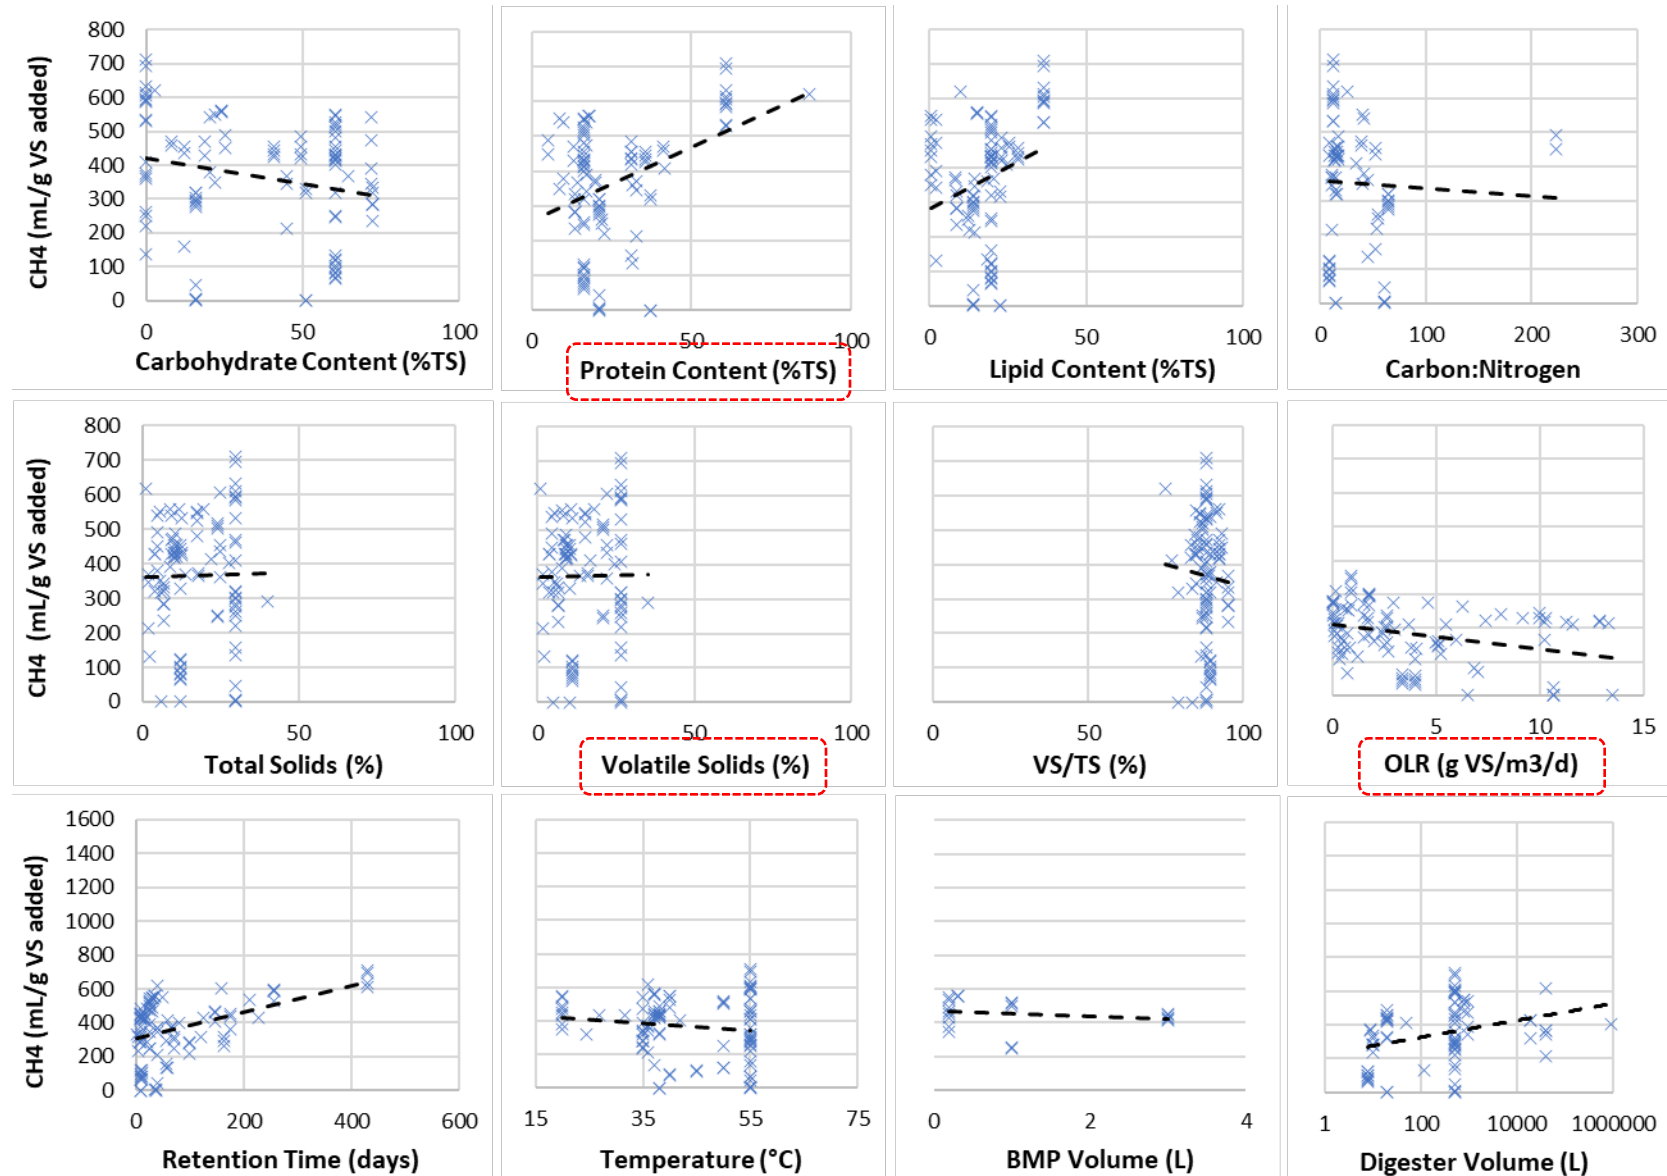 CH4 (mL/g VS added)
800
700
600
500
400
300
200
100
0
0 50 100
Carbohydrate Content (%TS)
0 50 100
Protein Content (%TS)
0 50 100
Lipid Content (%TS)
0 100 200 300
Carbon:Nitrogen
CH4 (mL/g VS added)
800
700
600
500
400
300
200
100
0
0 50 100
Total Solids (%)
0 50 100
Volatile Solids (%)
0 50 100
VS/TS (%)
0 5 10 15
OLR (g VS/m3/d)
CH4 (mL/g VS added)
1600
1400
1200
1000
800
600
400
200
0
0 200 400 600
Retention Time (days)
15 35 55 75
Temperature (°C)
0 2 4
BMP Volume (L)
1 100 10000 1000000
Digester Volume (L)